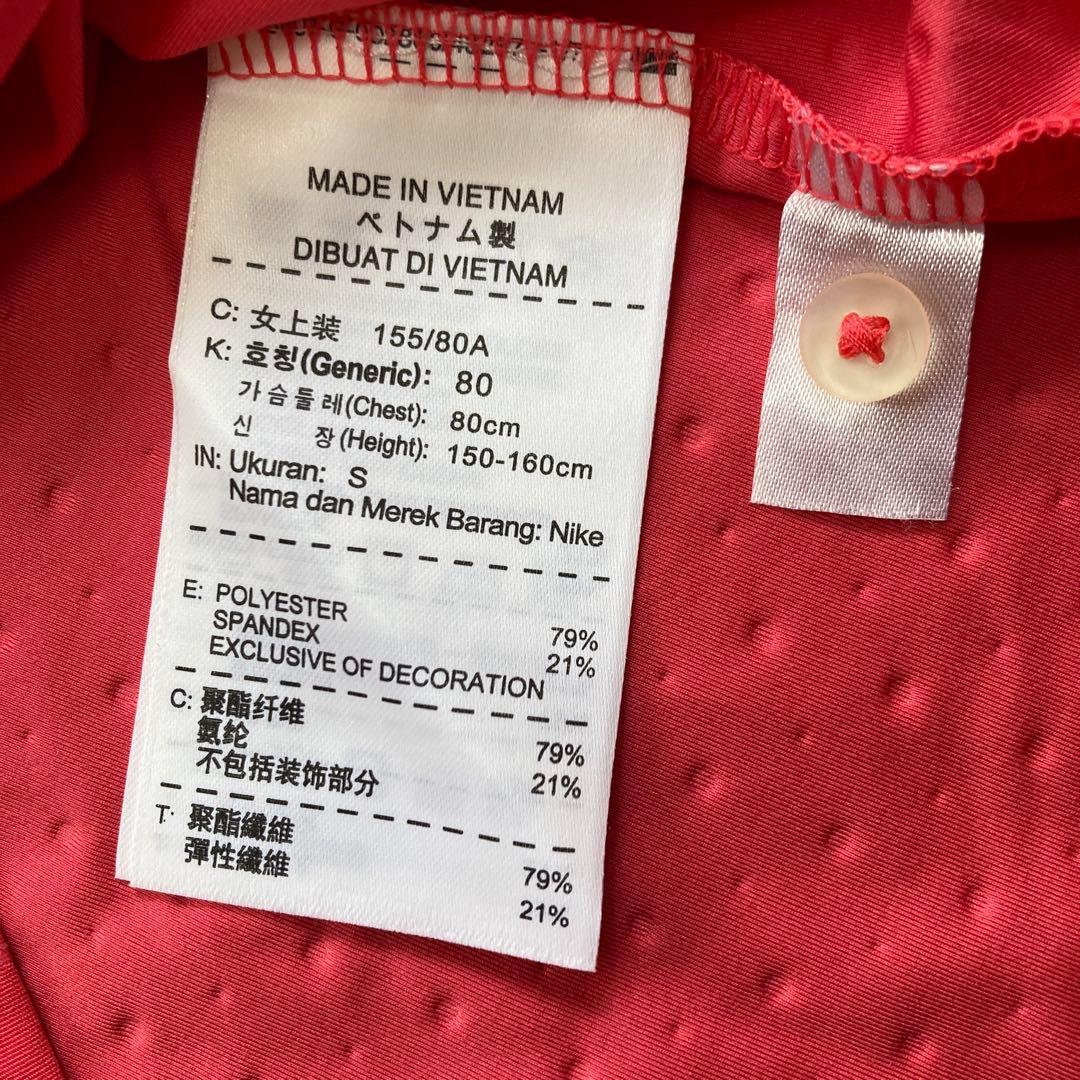 MADE IN VIETNAM
ベトナム製
DIBUAT DI VIETNAM
C: 女上装 155/80A
K: 호칭(Generic): 80
가슴둘레(Chest): 80cm
신 장(Height): 150-160cm
IN: Ukuran: S
Nama dan Merek Barang: Nike
E: POLYESTER 79%
SPANDEX 21%
EXCLUSIVE OF DECORATION
C: 聚酯纤维 79%
氨纶 21%
不包括装饰部分
T: 聚酯纖維 79%
彈性纖維 21%